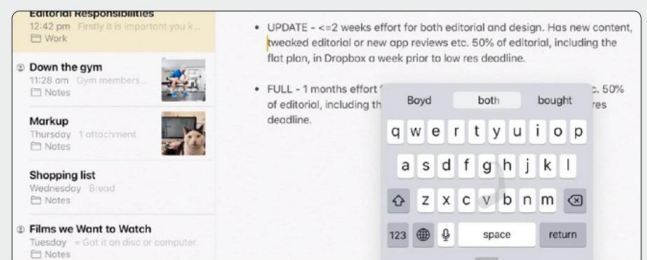 Editorial Responsibilities
12:42 pm Firstly it is important you k...
Work
Down the gym
11:28 am Gym members...
Notes
Markup
Thursday 1 attachment
Notes
Shopping list
Wednesday Bread
Notes
Films we Want to Watch
Tuesday + Got it on disc or computer
Notes
• UPDATE - <=2 weeks effort for both editorial and design. Has new content,
tweaked editorial or new app reviews etc. 50% of editorial, including the
flat plan, in Dropbox a week prior to low res deadline.
• FULL - 1 months effort c. 50%
of editorial, including th res
deadline.
Boyd both bought
q w e r t y u i o p
a s d f g h j k l
z x c v b n m
123 space return